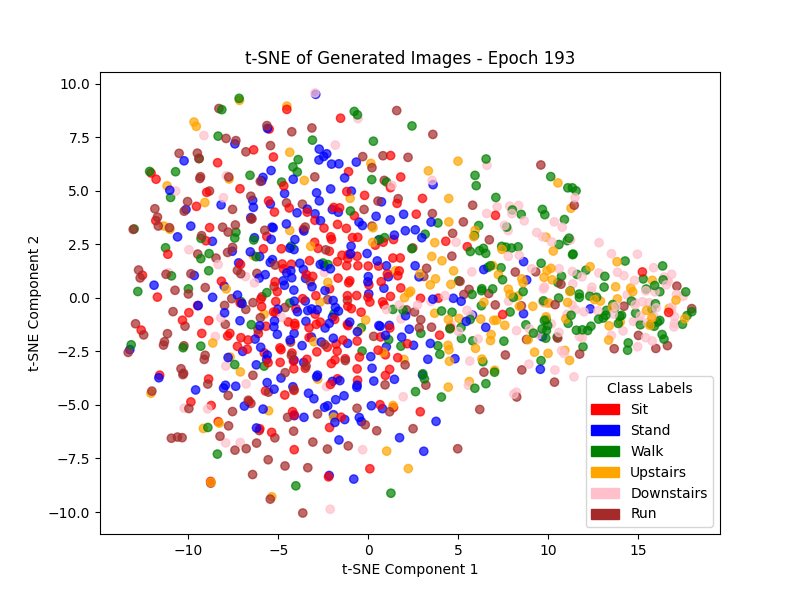 t-SNE of Generated Images - Epoch 193
10.0
7.5
5.0
2.5
0.0
−2.5
−5.0
−7.5
−10.0
t-SNE Component 2
Class Labels
Sit
Stand
Walk
Upstairs
Downstairs
Run
−10 −5 0 5 10 15
t-SNE Component 1